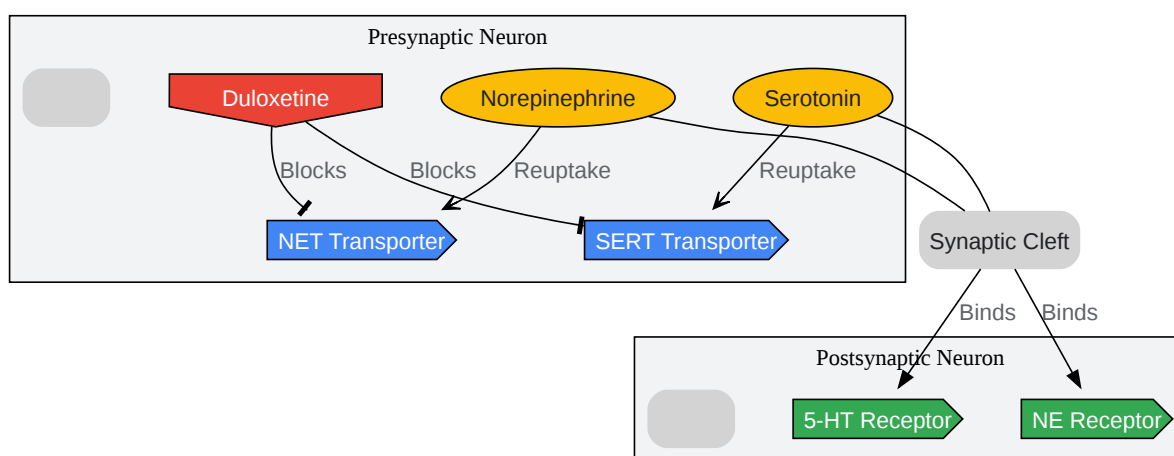 Presynaptic Neuron
Duloxetine
Norepinephrine
Serotonin
Blocks
Blocks
Reuptake
Reuptake
NET Transporter
SERT Transporter
Synaptic Cleft
Binds
Binds
Postsynaptic Neuron
5-HT Receptor
NE Receptor